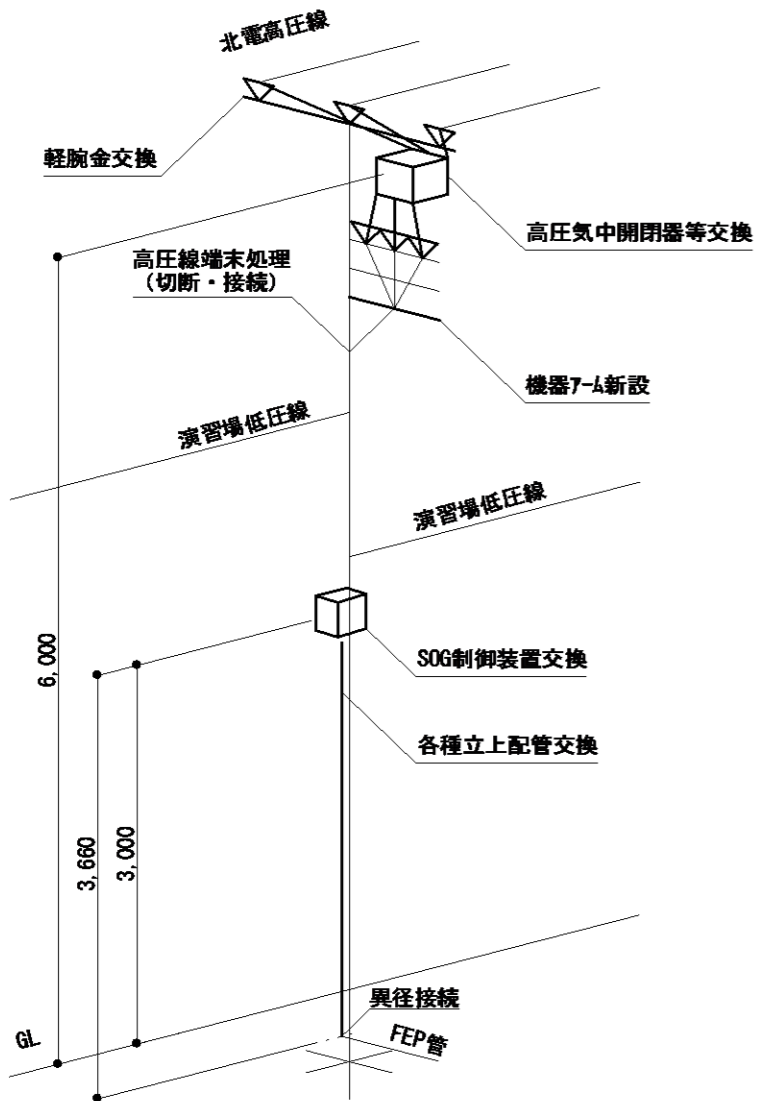 北電高圧線
軽腕金交換
高圧気中開閉器等交換
高圧線端末処理
（切断・接続）
機器ｱｰﾑ新設
演習場低圧線
演習場低圧線
SOG制御装置交換
6,000
各種立上配管交換
3,660
3,000
異径接続
GL
FEP管